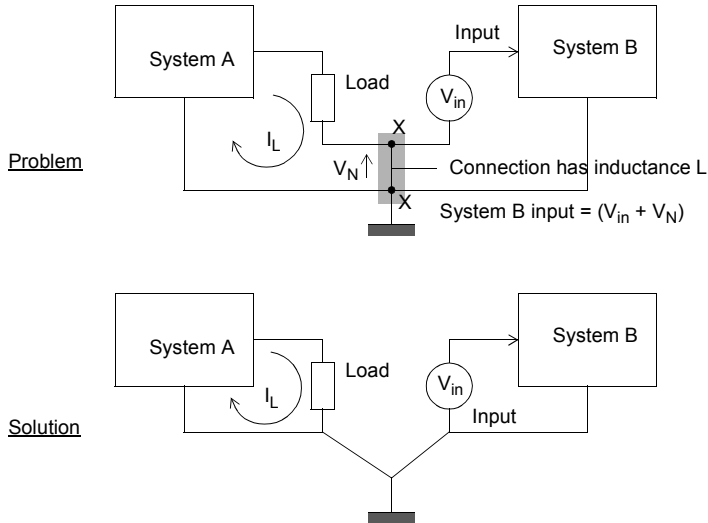 System A
Input
System B
Load
V_in
I_L
X
Problem
V_N
Connection has inductance L
X
System B input = (V_in + V_N)
System A
System B
Load
V_in
I_L
Input
Solution